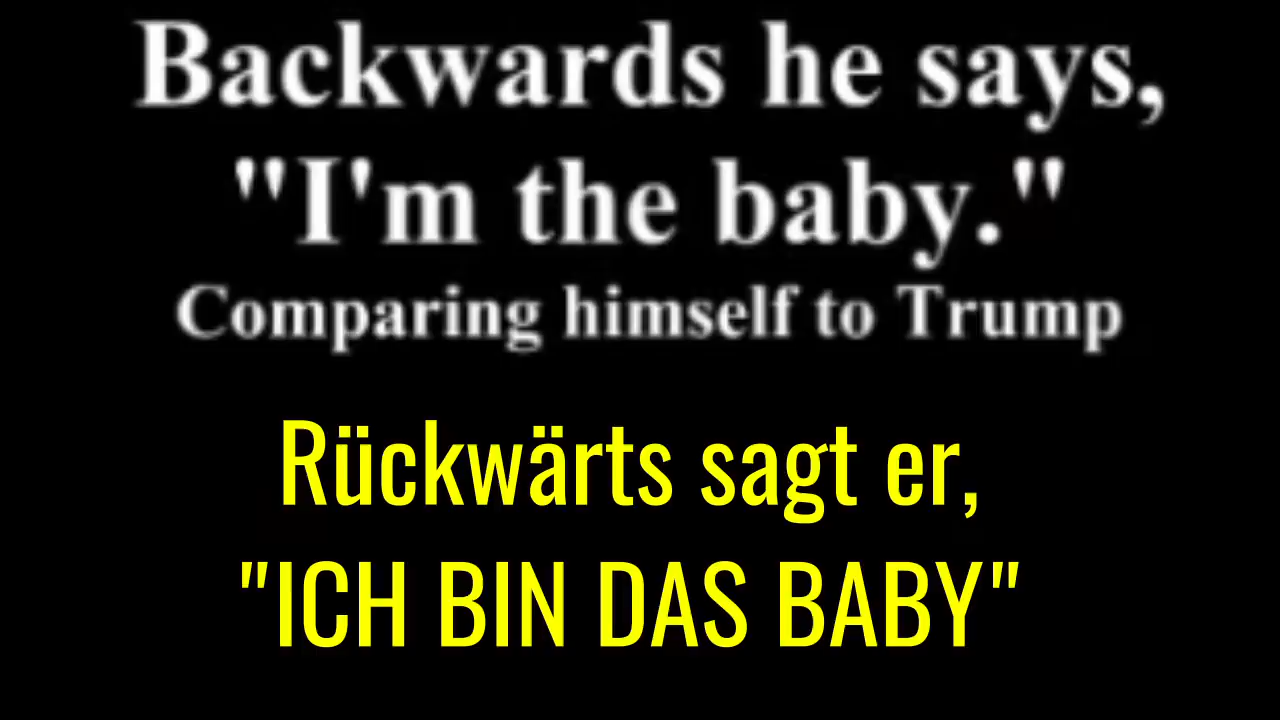 Backwards he says,
"I'm the baby."
Comparing himself to Trump
Rückwärts sagt er,
"ICH BIN DAS BABY"